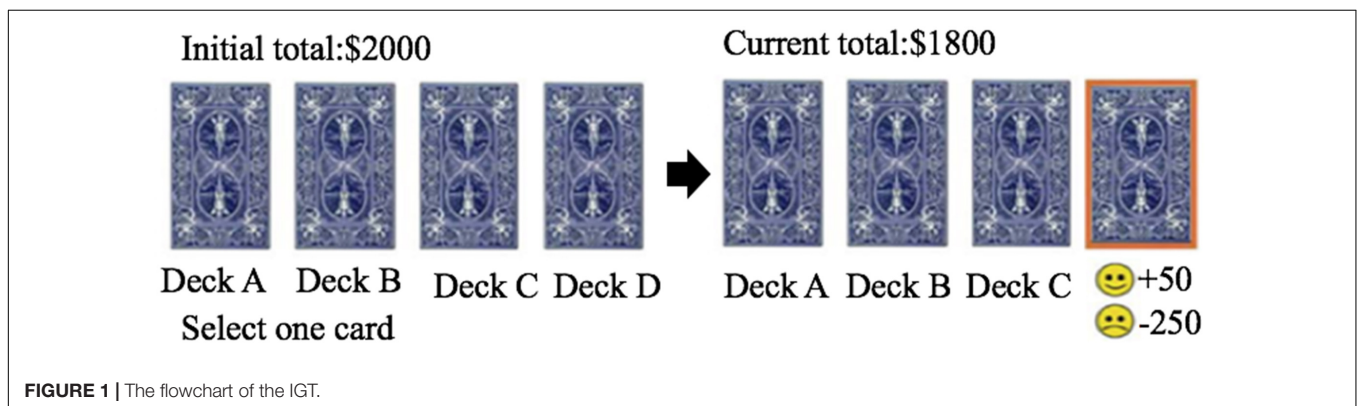 Initial total:$2000
Current total:$1800
Deck A Deck B Deck C Deck D
Select one card
Deck A Deck B Deck C
+50
-250
FIGURE 1 | The flowchart of the IGT.